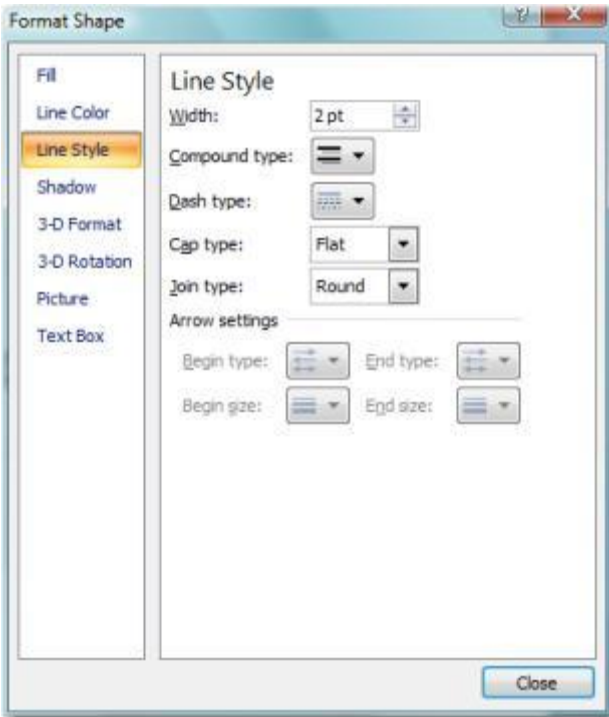 Format Shape
Fill
Line Color
Line Style
Shadow
3-D Format
3-D Rotation
Picture
Text Box
Line Style
Width: 2 pt
Compound type:
Dash type:
Cap type: Flat
Join type: Round
Arrow settings
Begin type: End type:
Begin size: End size:
Close